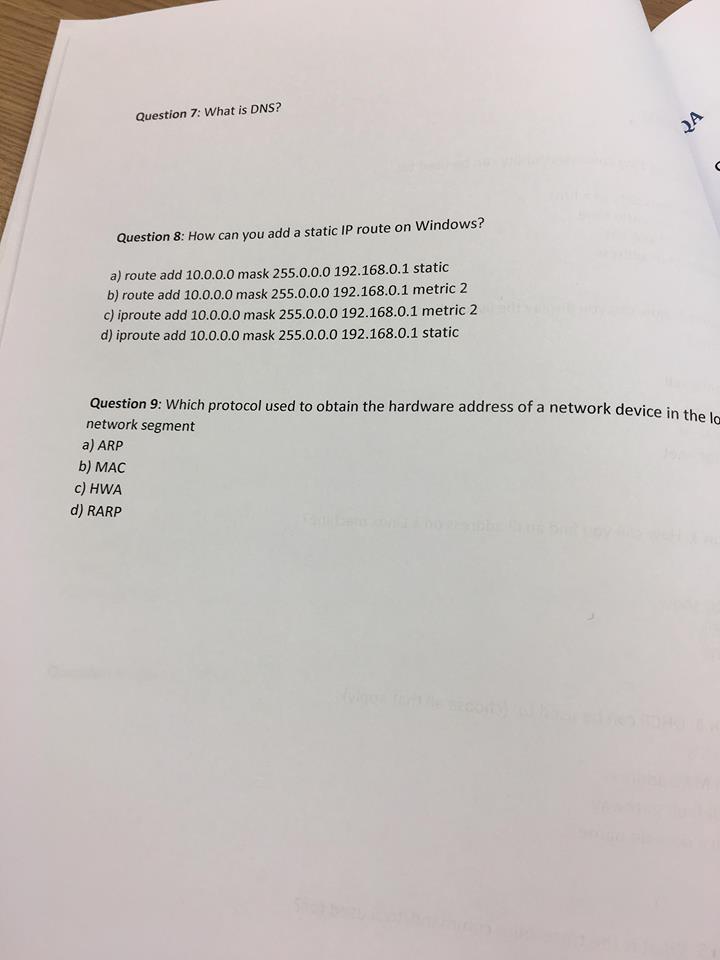 Question 7: What is DNS?
QA
Question 8: How can you add a static IP route on Windows?
a) route add 10.0.0.0 mask 255.0.0.0 192.168.0.1 static
b) route add 10.0.0.0 mask 255.0.0.0 192.168.0.1 metric 2
c) iproute add 10.0.0.0 mask 255.0.0.0 192.168.0.1 metric 2
d) iproute add 10.0.0.0 mask 255.0.0.0 192.168.0.1 static
Question 9: Which protocol used to obtain the hardware address of a network device in the
network segment
a) ARP
b) MAC
c) HWA
d) RARP